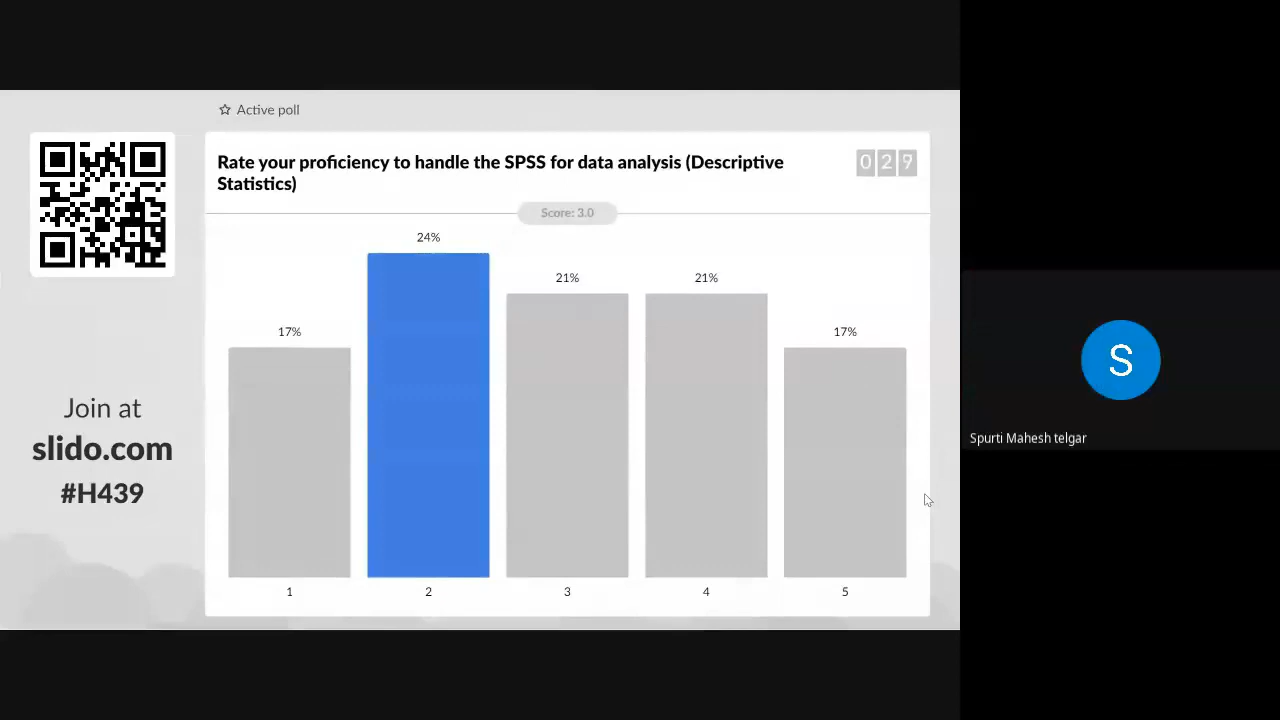 Active poll
Rate your proficiency to handle the SPSS for data analysis (Descriptive
Statistics)
029
Score: 3.0
24%
21%
21%
17%
17%
1
2
3
4
5
Join at
slido.com
#H439
S
Spurti Mahesh telgar